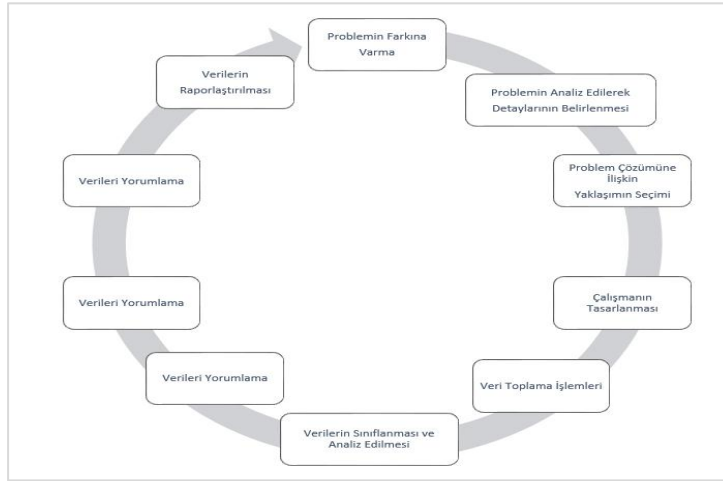 Problemin Farkına
Varma
Problemin Analiz Edilerek
Detaylarının Belirlenmesi
Problem Çözümüne
İlişkin
Yaklaşımın Seçimi
Çalışmanın
Tasarlanması
Veri Toplama İşlemleri
Verilerin Sınıflanması ve
Analiz Edilmesi
Verileri Yorumlama
Verileri Yorumlama
Verileri Yorumlama
Verilerin
Raporlaştırılması